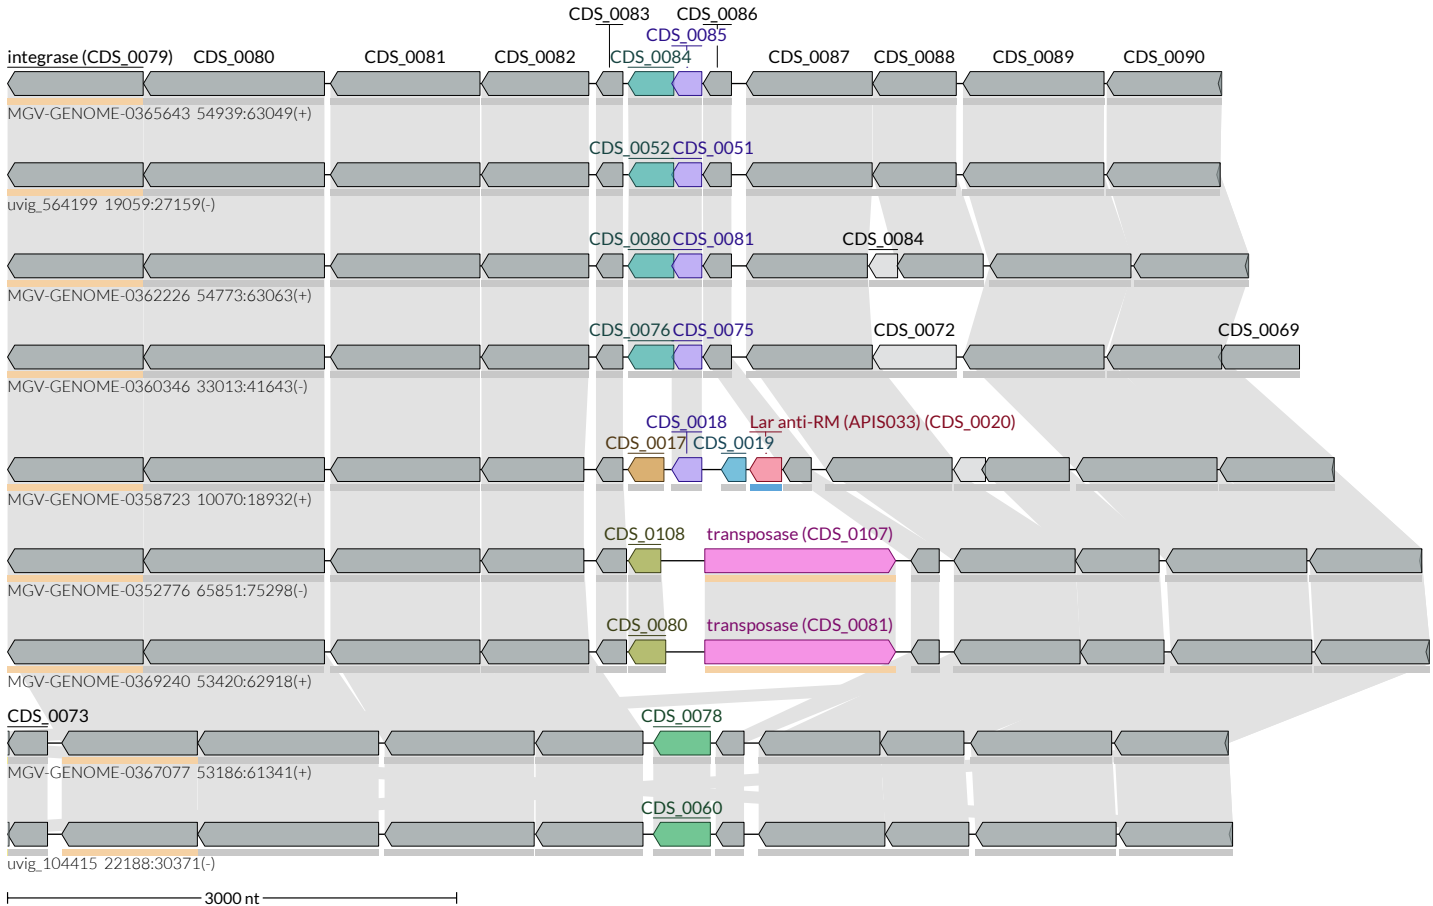 CDS_0083 CDS_0086
CDS_0085
integrase (CDS_0079) CDS_0080 CDS_0081 CDS_0082 CDS_0084 CDS_0087 CDS_0088 CDS_0089 CDS_0090
MGV-GENOME-0365643 54939:63049(+)
CDS_0052 CDS_0051
uvig_564199 19059:27159(-)
CDS_0080 CDS_0081 CDS_0084
MGV-GENOME-0362226 54773:63063(+)
CDS_0076 CDS_0075 CDS_0072 CDS_0069
MGV-GENOME-0360346 33013:41643(-)
CDS_0018 Lar anti-RM (APIS033) (CDS_0020)
CDS_0017 CDS_0019
MGV-GENOME-0358723 10070:18932(+)
CDS_0108 transposase (CDS_0107)
MGV-GENOME-0352776 65851:75298(-)
CDS_0080 transposase (CDS_0081)
MGV-GENOME-0369240 53420:62918(+)
CDS_0073 CDS_0078
MGV-GENOME-0367077 53186:61341(+)
CDS_0060
uvig_104415 22188:30371(-)
3000 nt